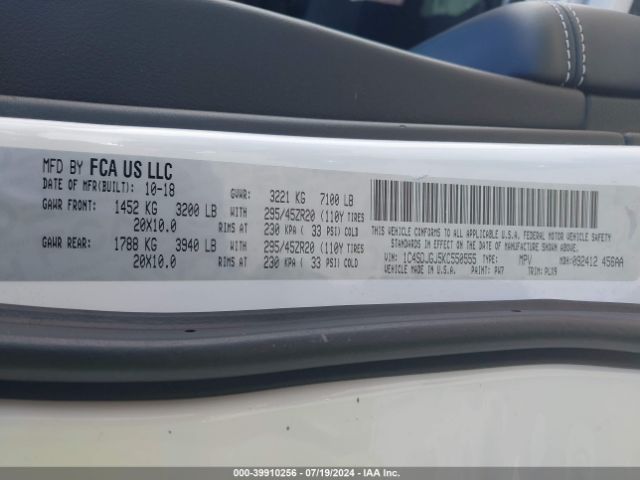 MFD BY FCA US LLC
DATE OF MFR(BUILT): 10-18 GVWR: 3221 KG 7100 LB
GAWR FRONT: 1452 KG 3200 LB WITH 295/45ZR20 (110Y TIRES
20X10.0 RIMS AT 230 KPA ( 33 PSI) COLD
GAWR REAR: 1788 KG 3940 LB WITH 295/45ZR20 (110Y TIRES
20X10.0 RIMS AT 230 KPA ( 33 PSI) COLD
THIS VEHICLE CONFORMS TO ALL APPLICABLE FEDERAL MOTOR VEHICLE SAFETY
STANDARDS IN EFFECT ON THE DATE OF MANUFACTURE SHOWN ABOVE.
VIN: 1C4SDJGJ5KC550555 TYPE: MPV MDH: 092412 456AA
VEHICLE MADE IN U.S.A. PAINT: PW7 TRIM: PLX9
000-39910256 - 07/19/2024 - IAA Inc.